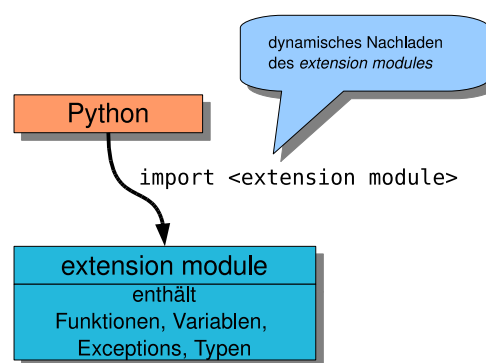 dynamisches Nachladen
des extension modules
Python
import <extension module>
extension module
enthält
Funktionen, Variablen,
Exceptions, Typen